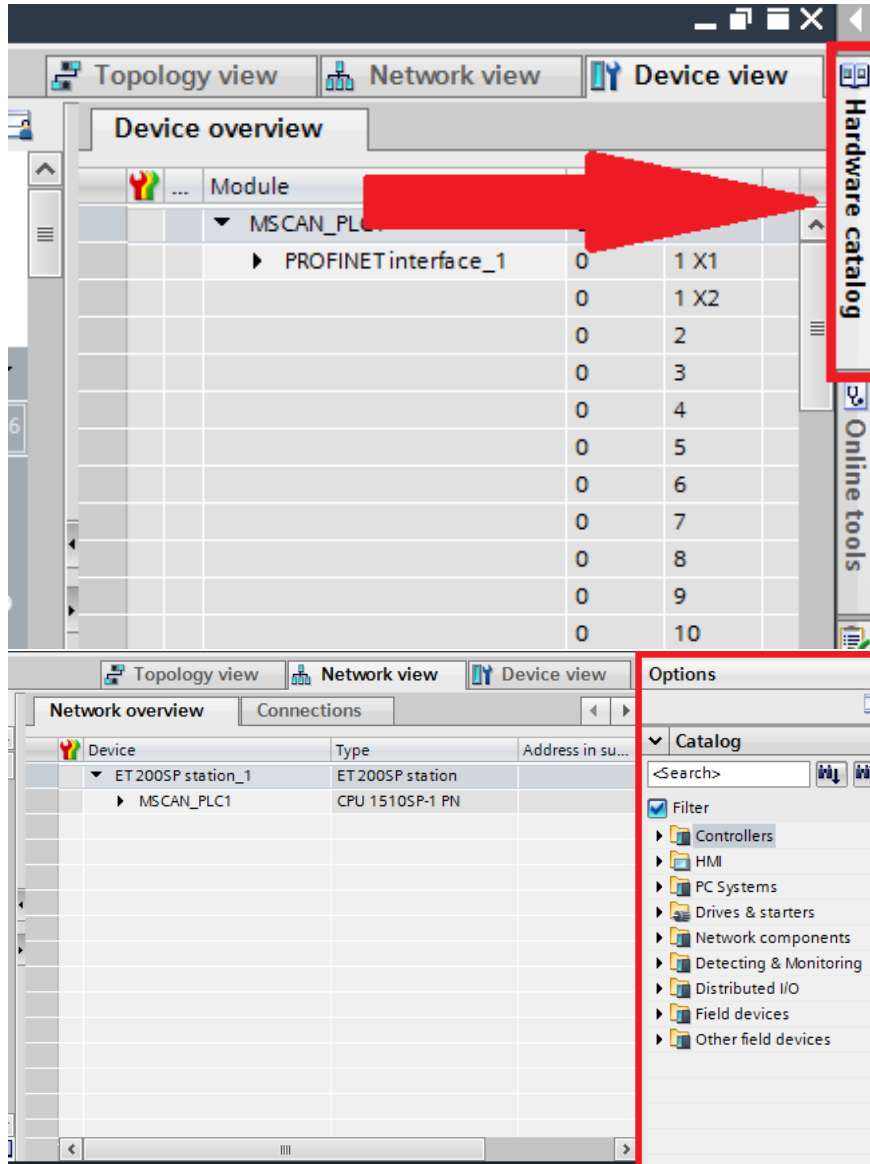 Topology view Network view Device view
Device overview
... Module
MSCAN_PLC
PROFINET interface_1 0 1 X1
0 1 X2
0 2
0 3
0 4
0 5
0 6
0 7
0 8
0 9
0 10
Hardware catalog
Online tools
Topology view Network view Device view
Network overview Connections
Device Type Address in su...
ET200SP station_1 ET200SP station
MSCAN_PLC1 CPU 1510SP-1 PN
Options
Catalog
<Search>
Filter
Controllers
HMI
PC Systems
Drives & starters
Network components
Detecting & Monitoring
Distributed I/O
Field devices
Other field devices